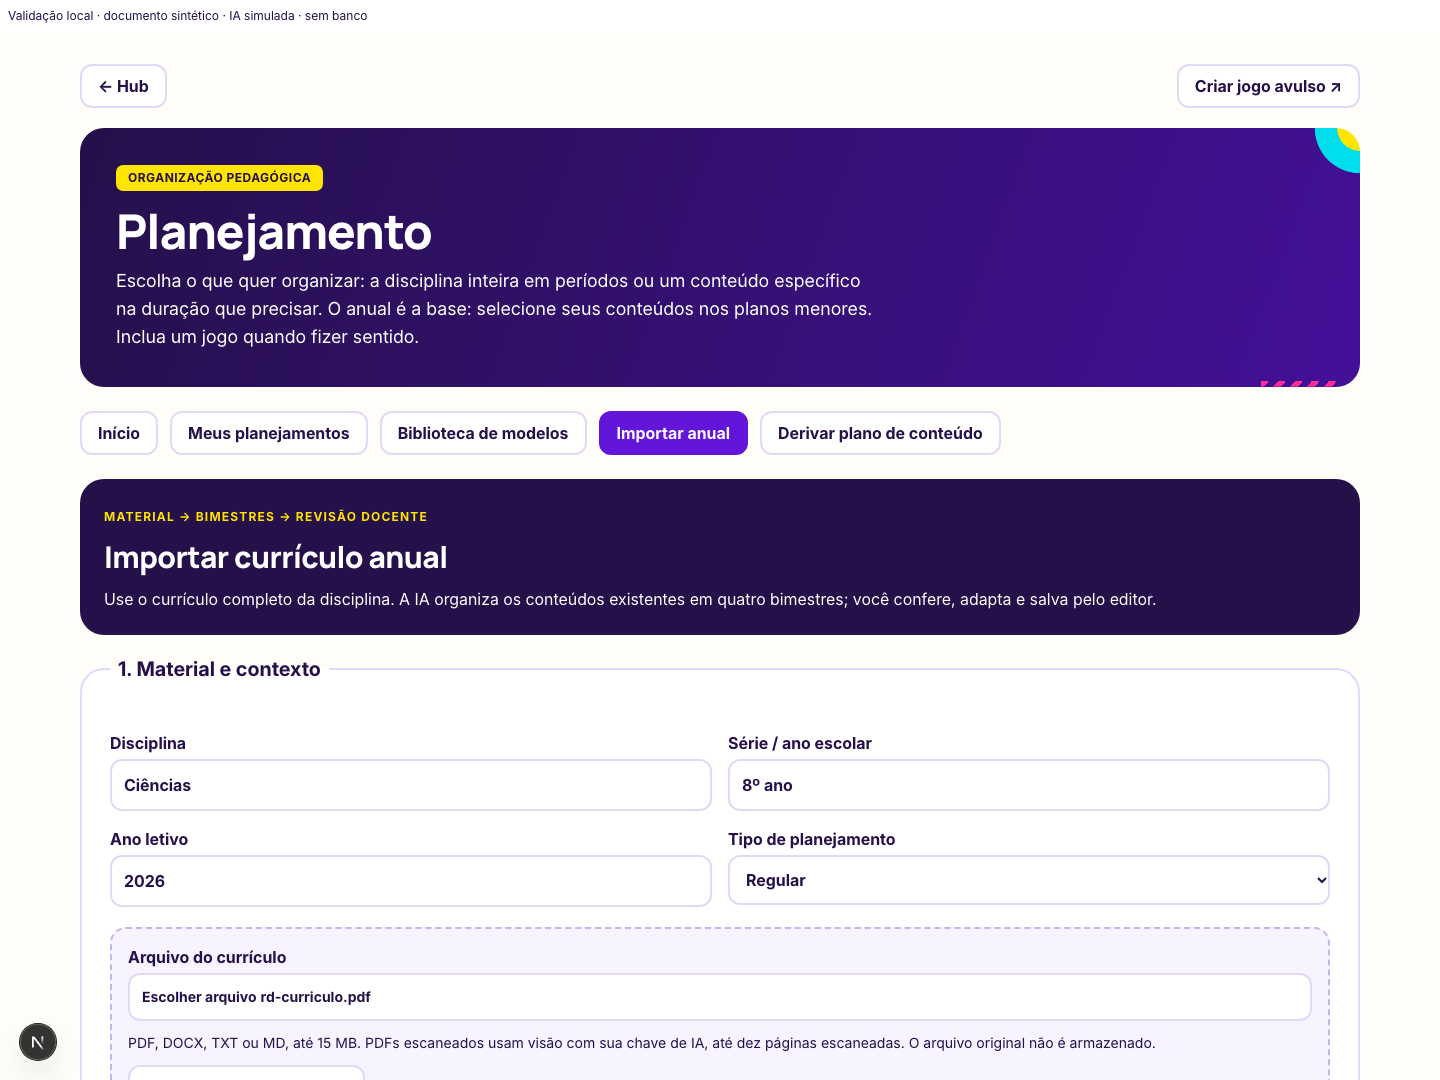 Validação local · documento sintético · IA simulada · sem banco
← Hub
Criar jogo avulso ↗
ORGANIZAÇÃO PEDAGÓGICA
Planejamento
Escolha o que quer organizar: a disciplina inteira em períodos ou um conteúdo específico
na duração que precisar. O anual é a base: selecione seus conteúdos nos planos menores.
Inclua um jogo quando fizer sentido.
Início
Meus planejamentos
Biblioteca de modelos
Importar anual
Derivar plano de conteúdo
MATERIAL → BIMESTRES → REVISÃO DOCENTE
Importar currículo anual
Use o currículo completo da disciplina. A IA organiza os conteúdos existentes em quatro bimestres; você confere, adapta e salva pelo editor.
1. Material e contexto
Disciplina
Série / ano escolar
Ciências
8º ano
Ano letivo
Tipo de planejamento
2026
Regular
Arquivo do currículo
Escolher arquivo rd-curriculo.pdf
PDF, DOCX, TXT ou MD, até 15 MB. PDFs escaneados usam visão com sua chave de IA, até dez páginas escaneadas. O arquivo original não é armazenado.
N